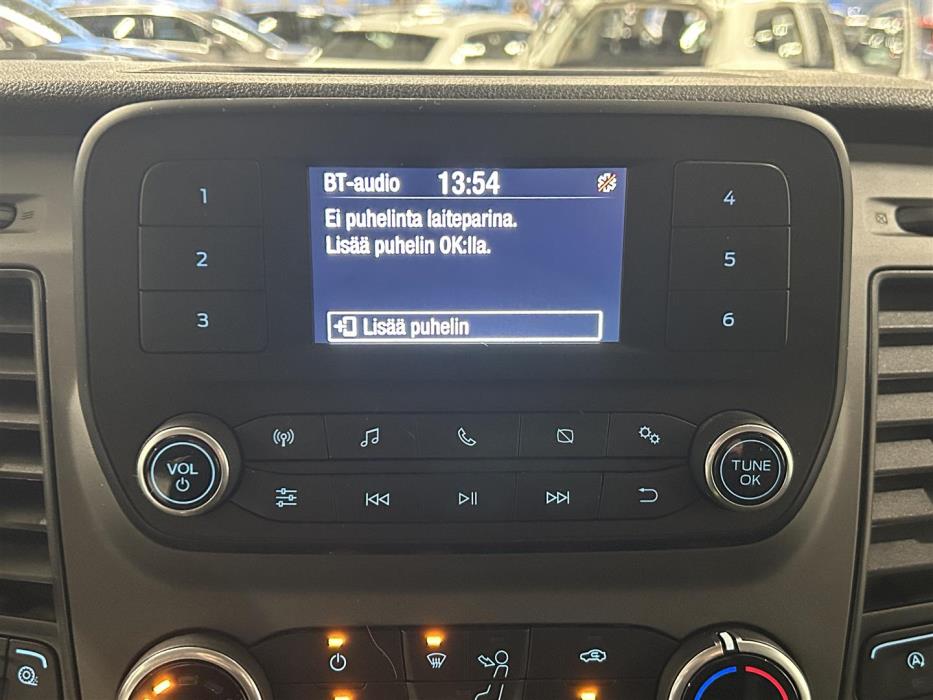 BT-audio 13:54
Ei puhelinta laiteparina.
Lisää puhelin OK:lla.
Lisää puhelin
1
2
3
4
5
6
VOL
TUNE
OK
A